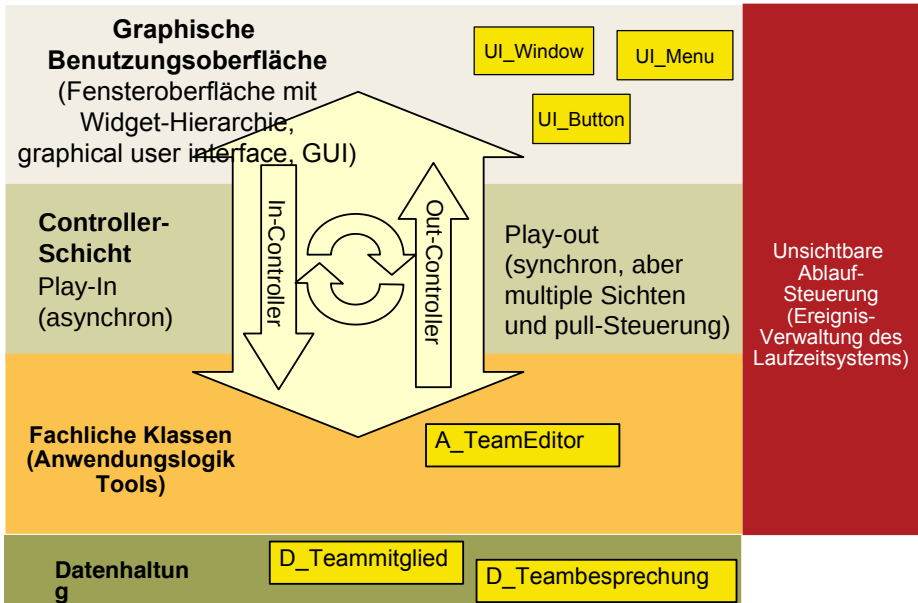 Graphische
Benutzungsoberfläche
(Fensteroberfläche mit
Widget-Hierarchie,
graphical user interface, GUI)
UI_Window
UI_Menu
UI_Button
Controller-
Schicht
Play-In
(asynchron)
In-Controller
Out-Controller
Play-out
(synchron, aber
multiple Sichten
und pull-Steuerung)
Unsichtbare
Ablauf-
Steuerung
(Ereignis-
Verwaltung des
Laufzeitsystems)
Fachliche Klassen
(Anwendungslogik
Tools)
A_TeamEditor
Datenhaltun
g
D_Teammitglied
D_Teambesprechung